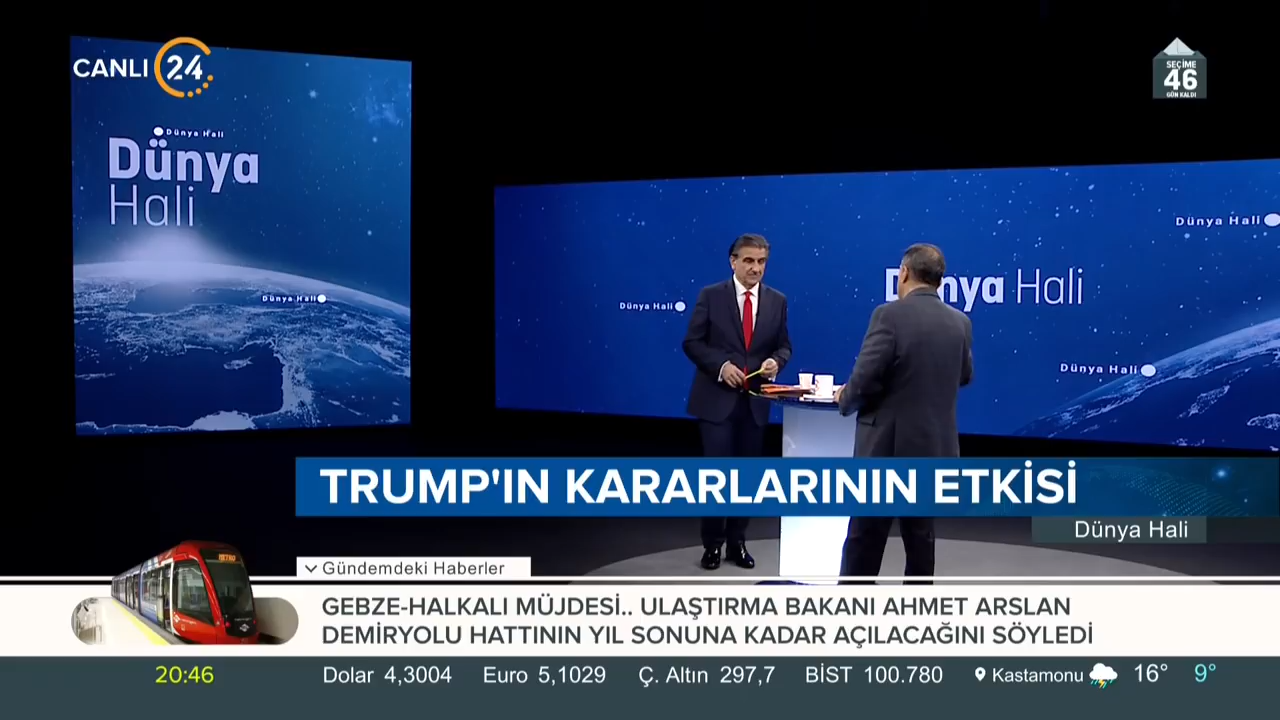 CANLI 24
SEÇİME
46
GÜN KALDI
Dünya Hali
Dünya
Hali
Dünya Hali
Dünya Hali
Dünya Hali
Dünya Hali
Dünya Hali
TRUMP'IN KARARLARININ ETKİSİ
Dünya Hali
Gündemdeki Haberler
METRO
GEBZE-HALKALI MÜJDESİ.. ULAŞTIRMA BAKANI AHMET ARSLAN
DEMİRYOLU HATTININ YIL SONUNA KADAR AÇILACAĞINI SÖYLEDİ
20:46 Dolar 4,3004 Euro 5,1029 Ç. Altın 297,7 BİST 100.780 Kastamonu 16° 9°